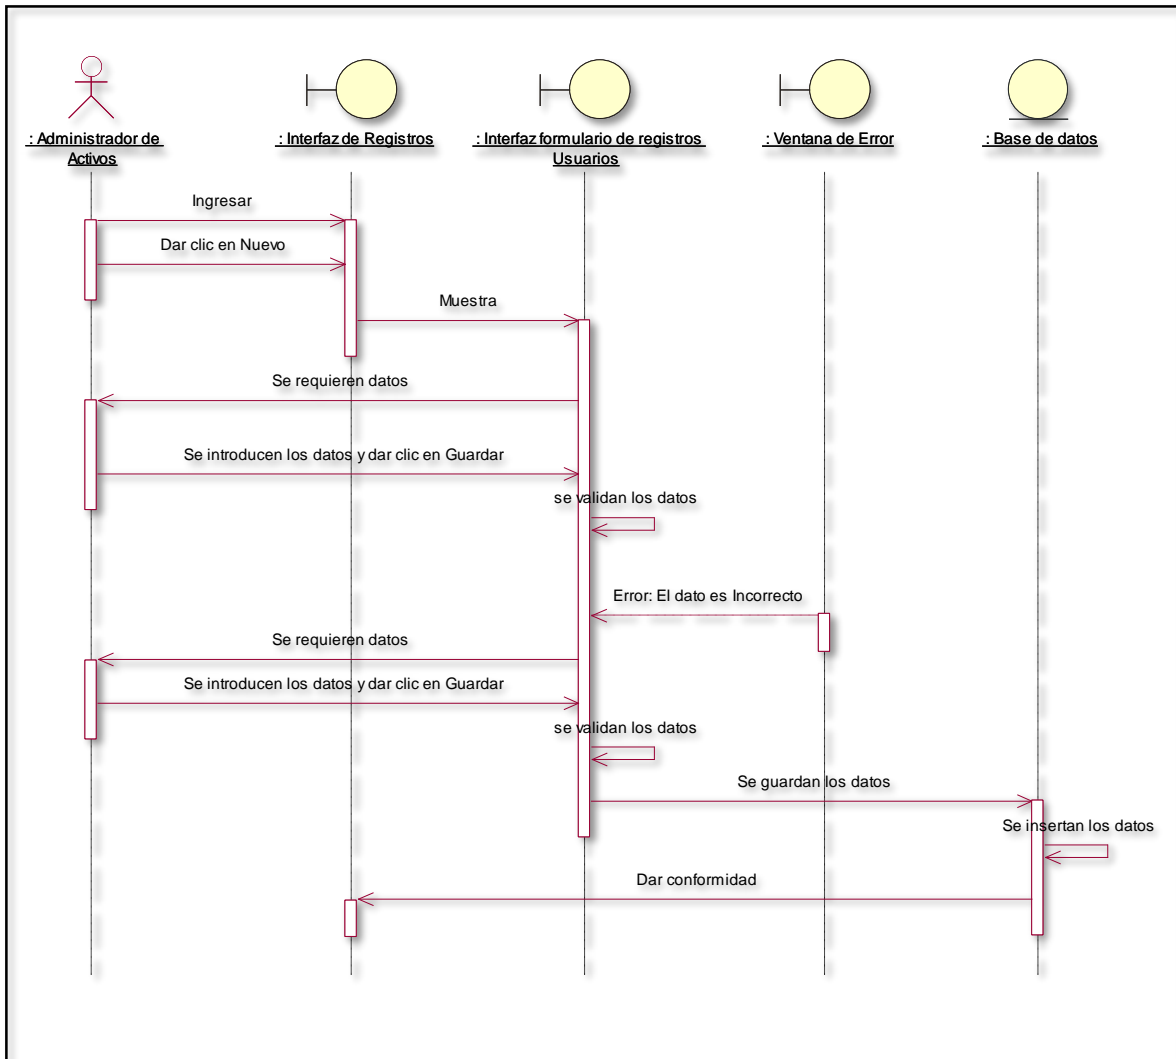 : Administrador de
Activos
: Interfaz de Registros
: Interfaz formulario de registros
Usuarios
: Ventana de Error
: Base de datos
Ingresar
Dar clic en Nuevo
Muestra
Se requieren datos
Se introducen los datos y dar clic en Guardar
se validan los datos
Error: El dato es Incorrecto
Se requieren datos
Se introducen los datos y dar clic en Guardar
se validan los datos
Se guardan los datos
Se insertan los datos
Dar conformidad